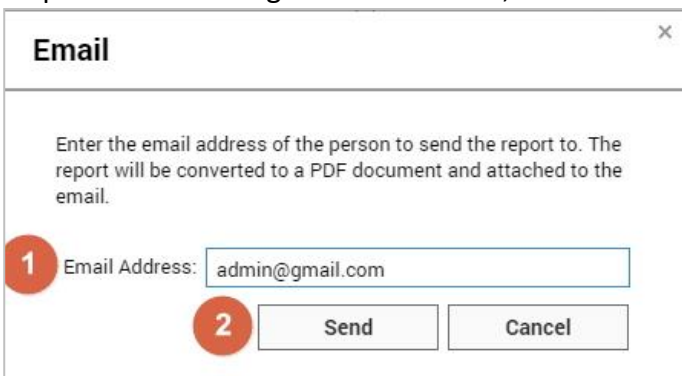 Email
×
Enter the email address of the person to send the report to. The
report will be converted to a PDF document and attached to the
email.
1 Email Address: admin@gmail.com
2 Send Cancel